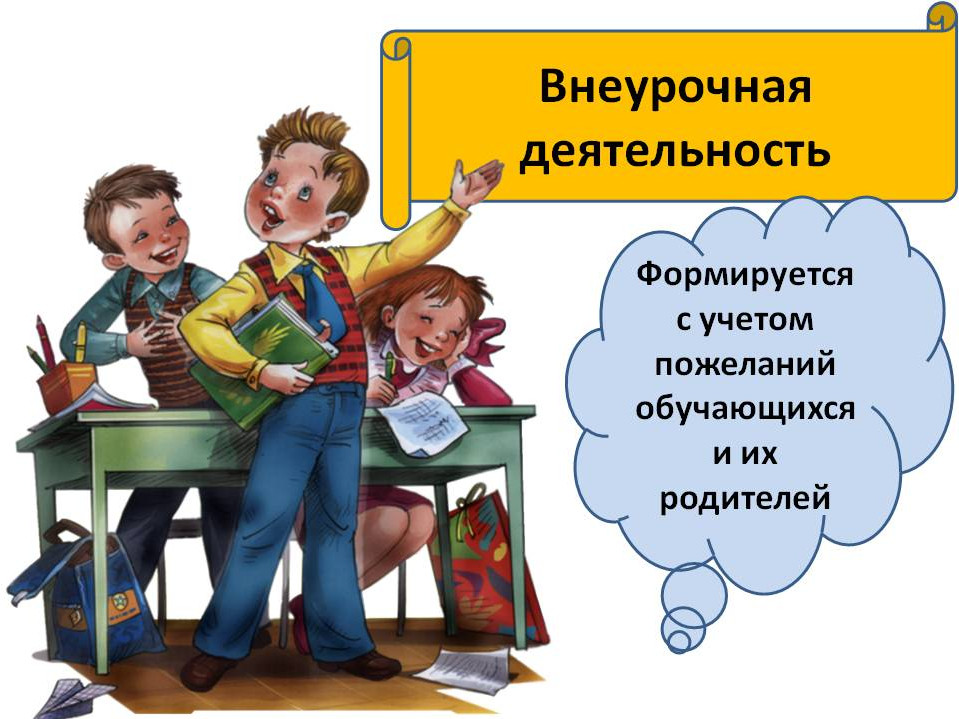 Внеурочная
деятельность
Формируется
с учетом
пожеланий
обучающихся
и их
родителей